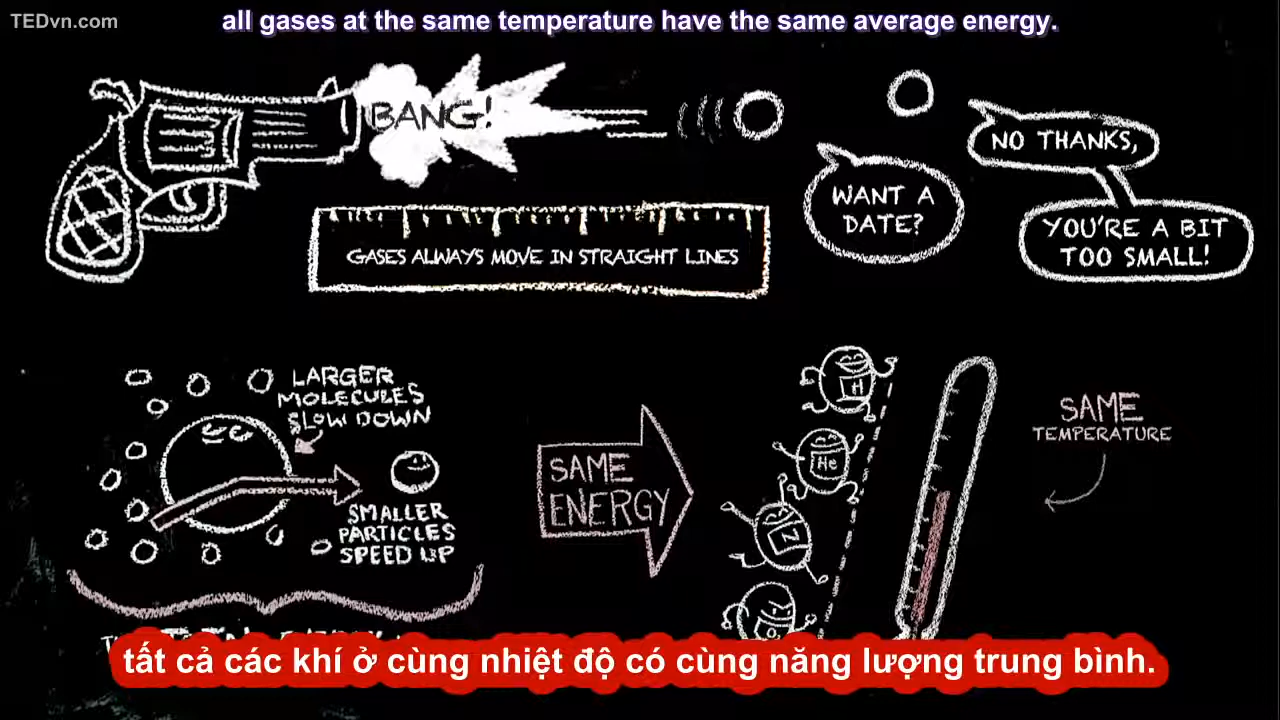 TEDvn.com
all gases at the same temperature have the same average energy.
BANG!
NO THANKS,
WANT A
DATE?
YOU'RE A BIT
TOO SMALL!
GASES ALWAYS MOVE IN STRAIGHT LINES
LARGER
MOLECULES
SLOW DOWN
SMALLER
PARTICLES
SPEED UP
SAME
ENERGY
H
He
N
O
SAME
TEMPERATURE
tất cả các khí ở cùng nhiệt độ có cùng năng lượng trung bình.